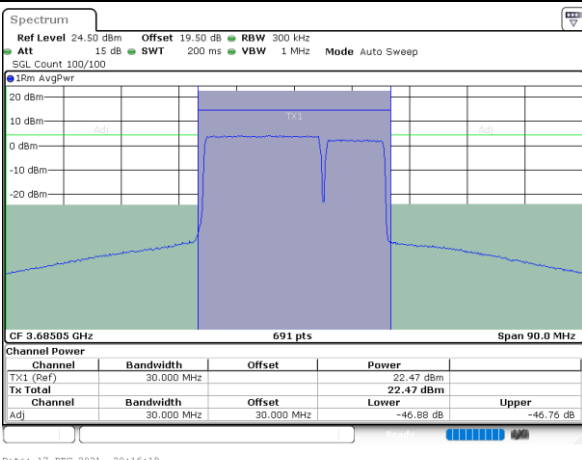 Spectrum
Ref Level 24.50 dBm Offset 19.50 dB RBW 300 kHz
Att 15 dB SWT 200 ms VBW 1 MHz Mode Auto Sweep
SGL Count 100/100
1Rm AvgPwr
20 dBm
TX1
10 dBm
Adj Adj
0 dBm
-10 dBm
-20 dBm
CF 3.68505 GHz 691 pts Span 90.0 MHz
Channel Power
Channel Bandwidth Offset Power
TX1 (Ref) 30.000 MHz 22.47 dBm
Tx Total 22.47 dBm
Channel Bandwidth Offset Lower Upper
Adj 30.000 MHz 30.000 MHz -46.88 dB -46.76 dB
Ready